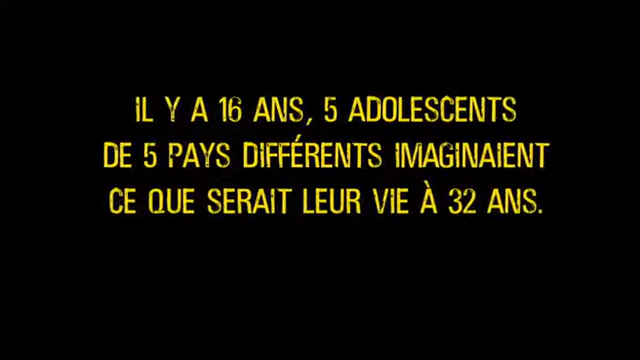 IL Y A 16 ANS, 5 ADOLESCENTS
DE 5 PAYS DIFFÉRENTS IMAGINAIENT
CE QUE SERAIT LEUR VIE À 32 ANS.